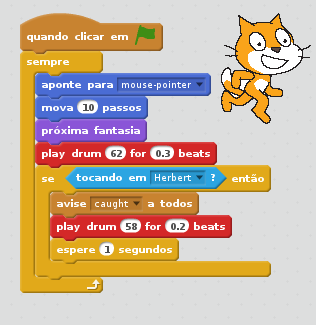 quando clicar em
sempre
aponte para mouse-pointer
mova 10 passos
próxima fantasia
play drum 62 for 0.3 beats
se tocando em Herbert ? então
avise caught a todos
play drum 58 for 0.2 beats
espere 1 segundos